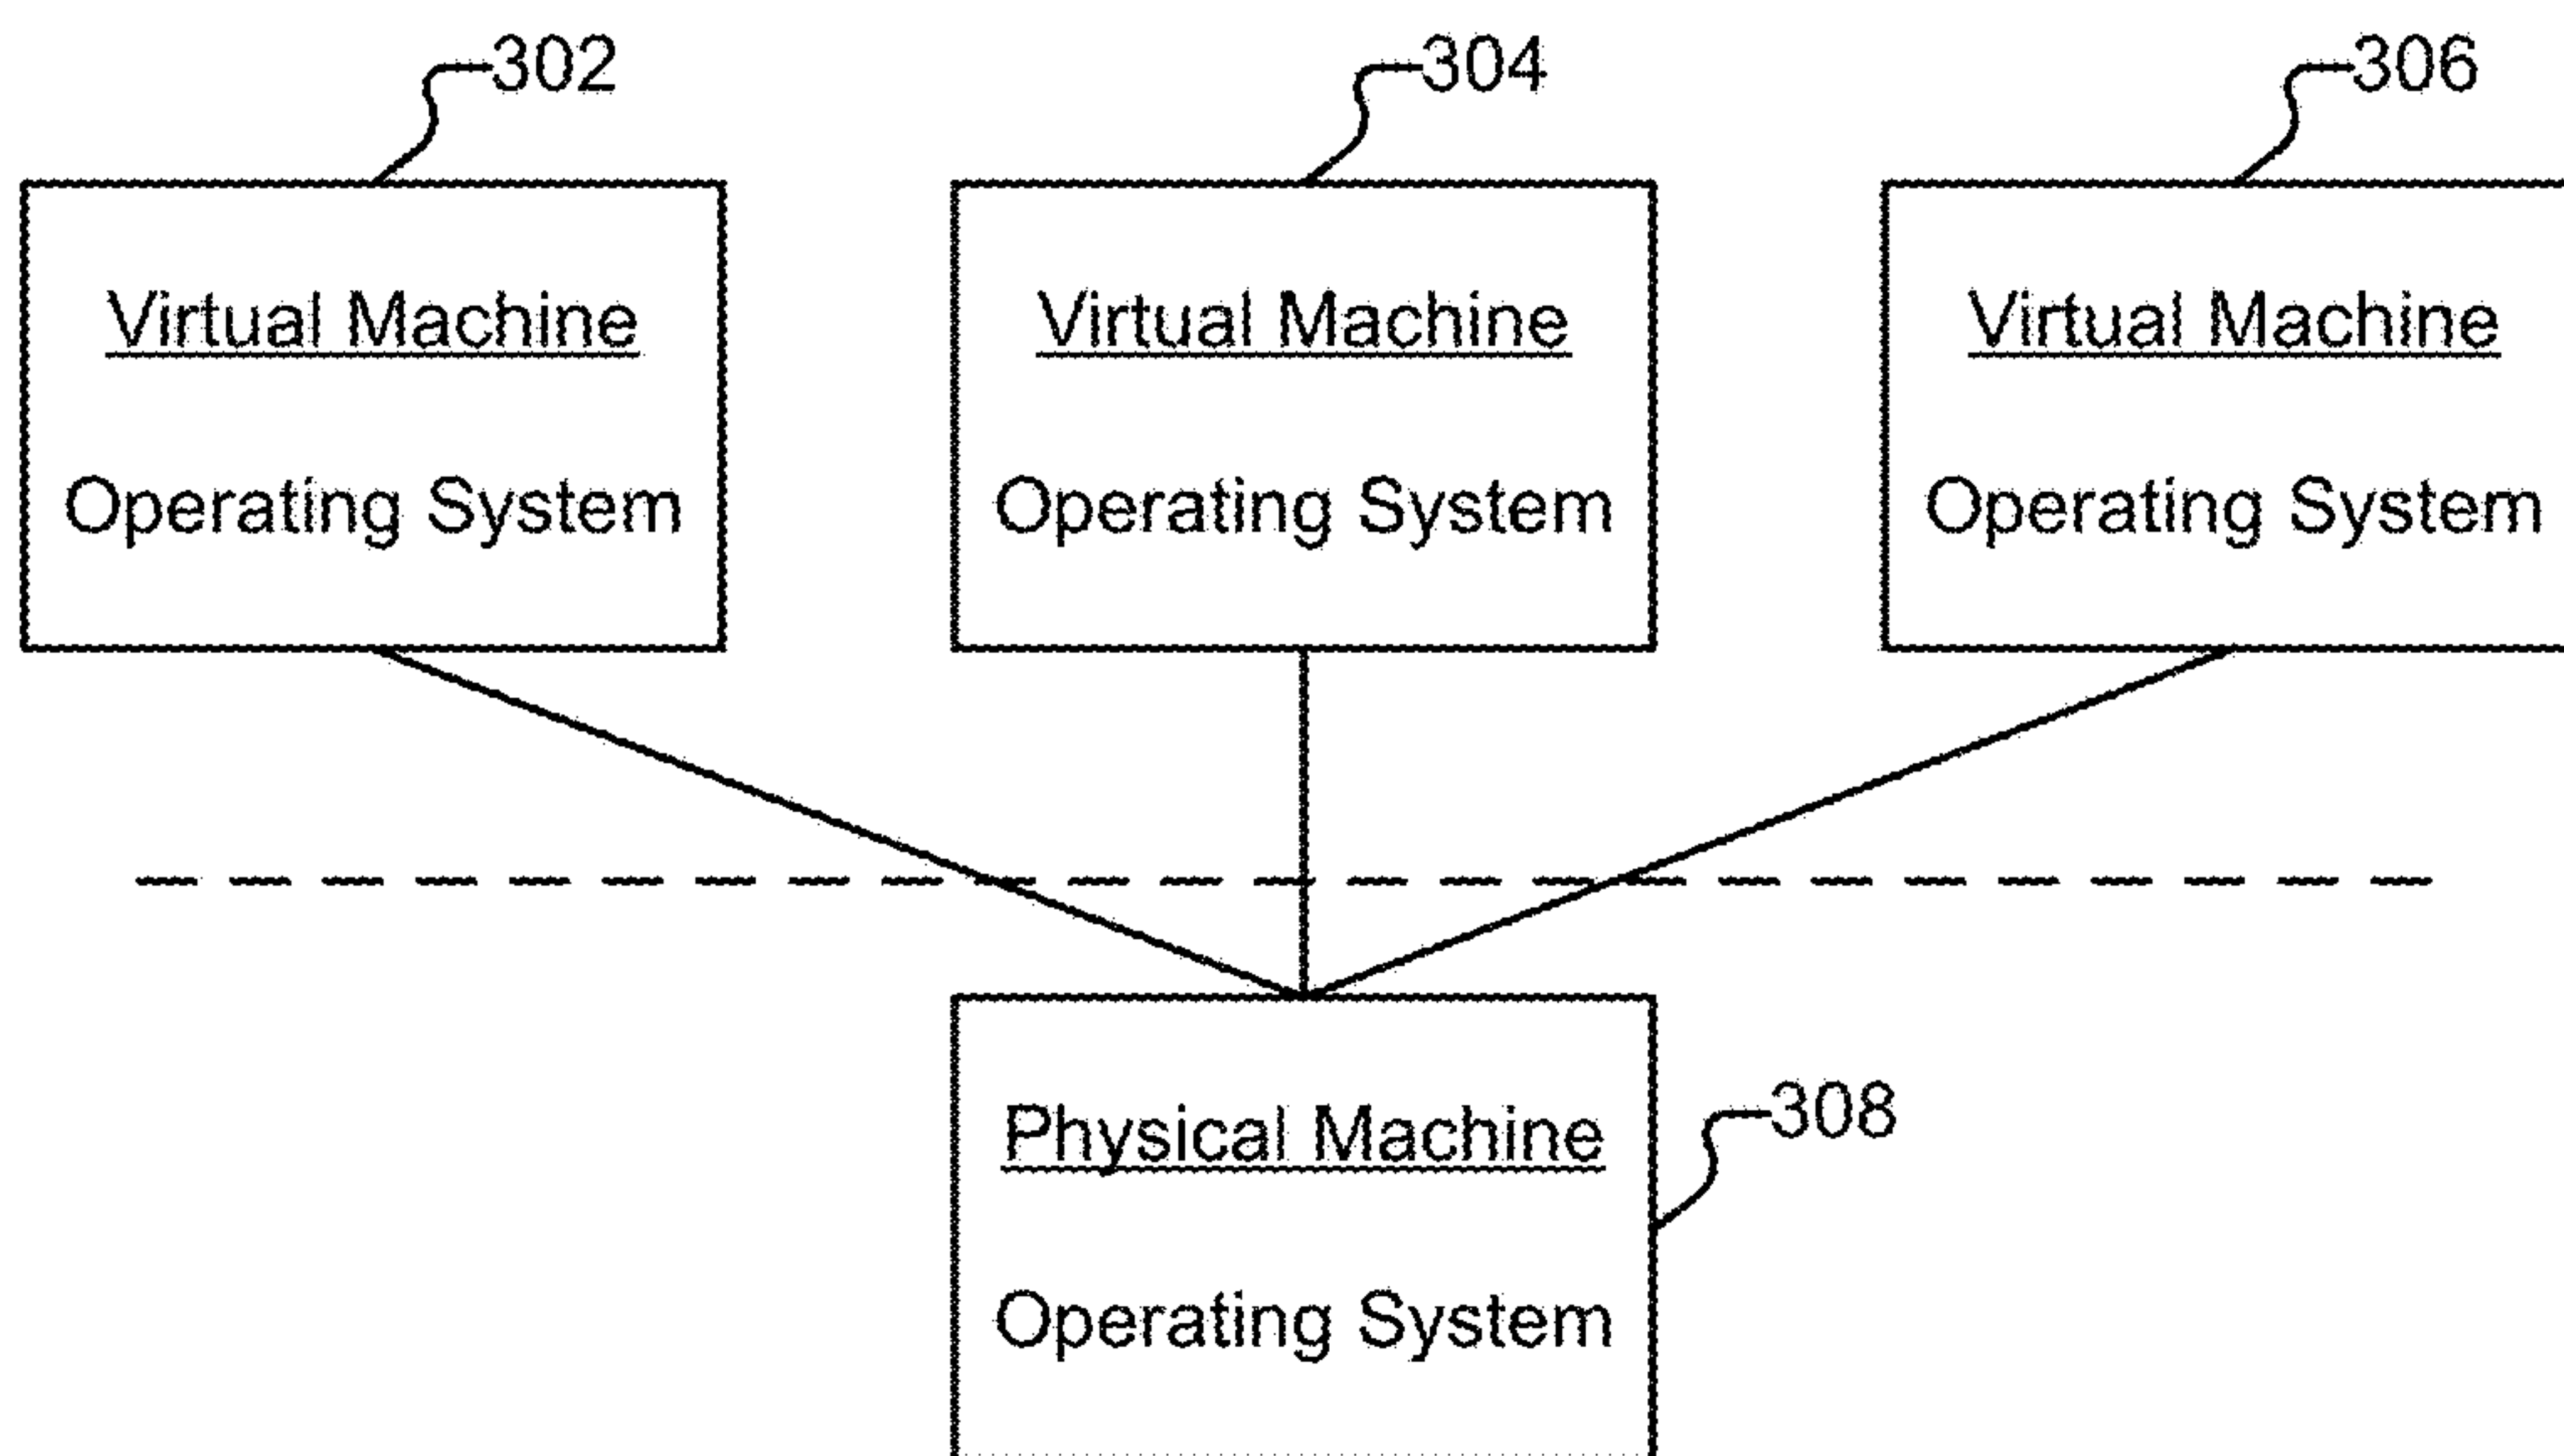 302
304
306
Virtual Machine
Operating System
Virtual Machine
Operating System
Virtual Machine
Operating System
Physical Machine
Operating System
308